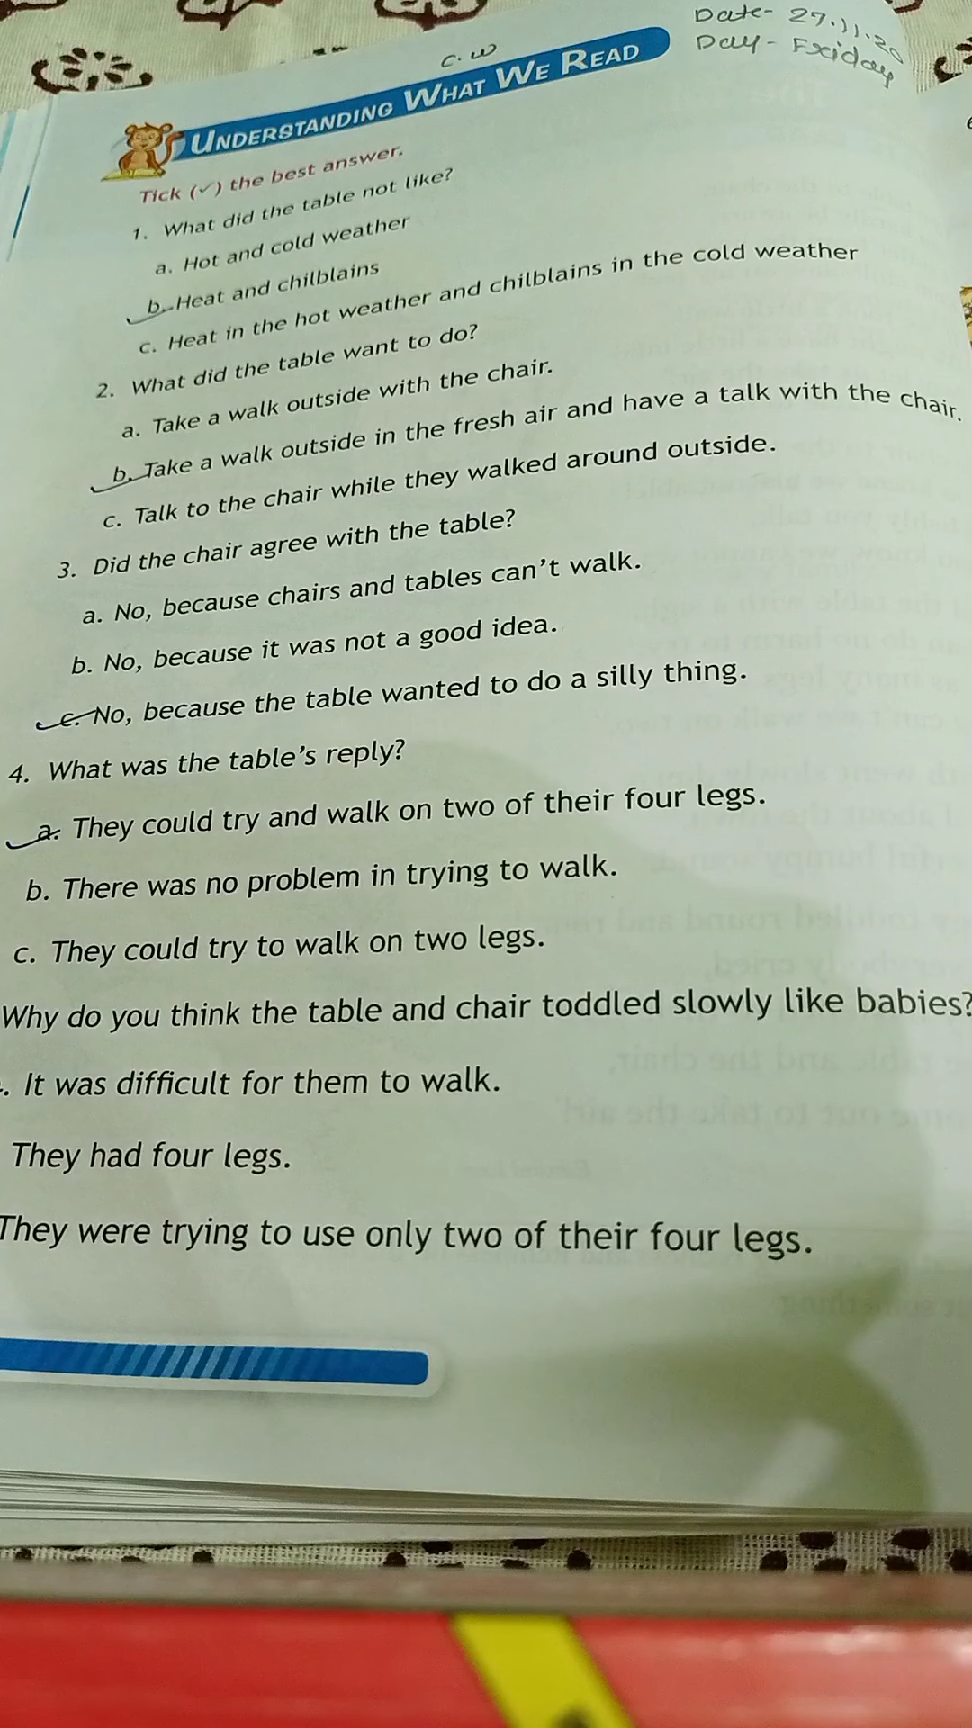 Date- 27.11.20
C.W
Day- Friday
UNDERSTANDING WHAT WE READ
Tick (✓) the best answer.
1. What did the table not like?
a. Hot and cold weather
b. Heat and chilblains
c. Heat in the hot weather and chilblains in the cold weather
2. What did the table want to do?
a. Take a walk outside with the chair.
b. Take a walk outside in the fresh air and have a talk with the chair.
c. Talk to the chair while they walked around outside.
3. Did the chair agree with the table?
a. No, because chairs and tables can't walk.
b. No, because it was not a good idea.
c. No, because the table wanted to do a silly thing.
4. What was the table's reply?
a. They could try and walk on two of their four legs.
b. There was no problem in trying to walk.
c. They could try to walk on two legs.
Why do you think the table and chair toddled slowly like babies?
. It was difficult for them to walk.
They had four legs.
They were trying to use only two of their four legs.